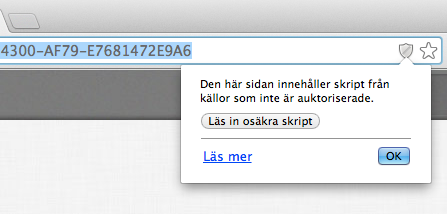 4300-AF79-E7681472E9A6
Den här sidan innehåller skript från
källor som inte är auktoriserade.
Läs in osäkra skript
Läs mer
OK